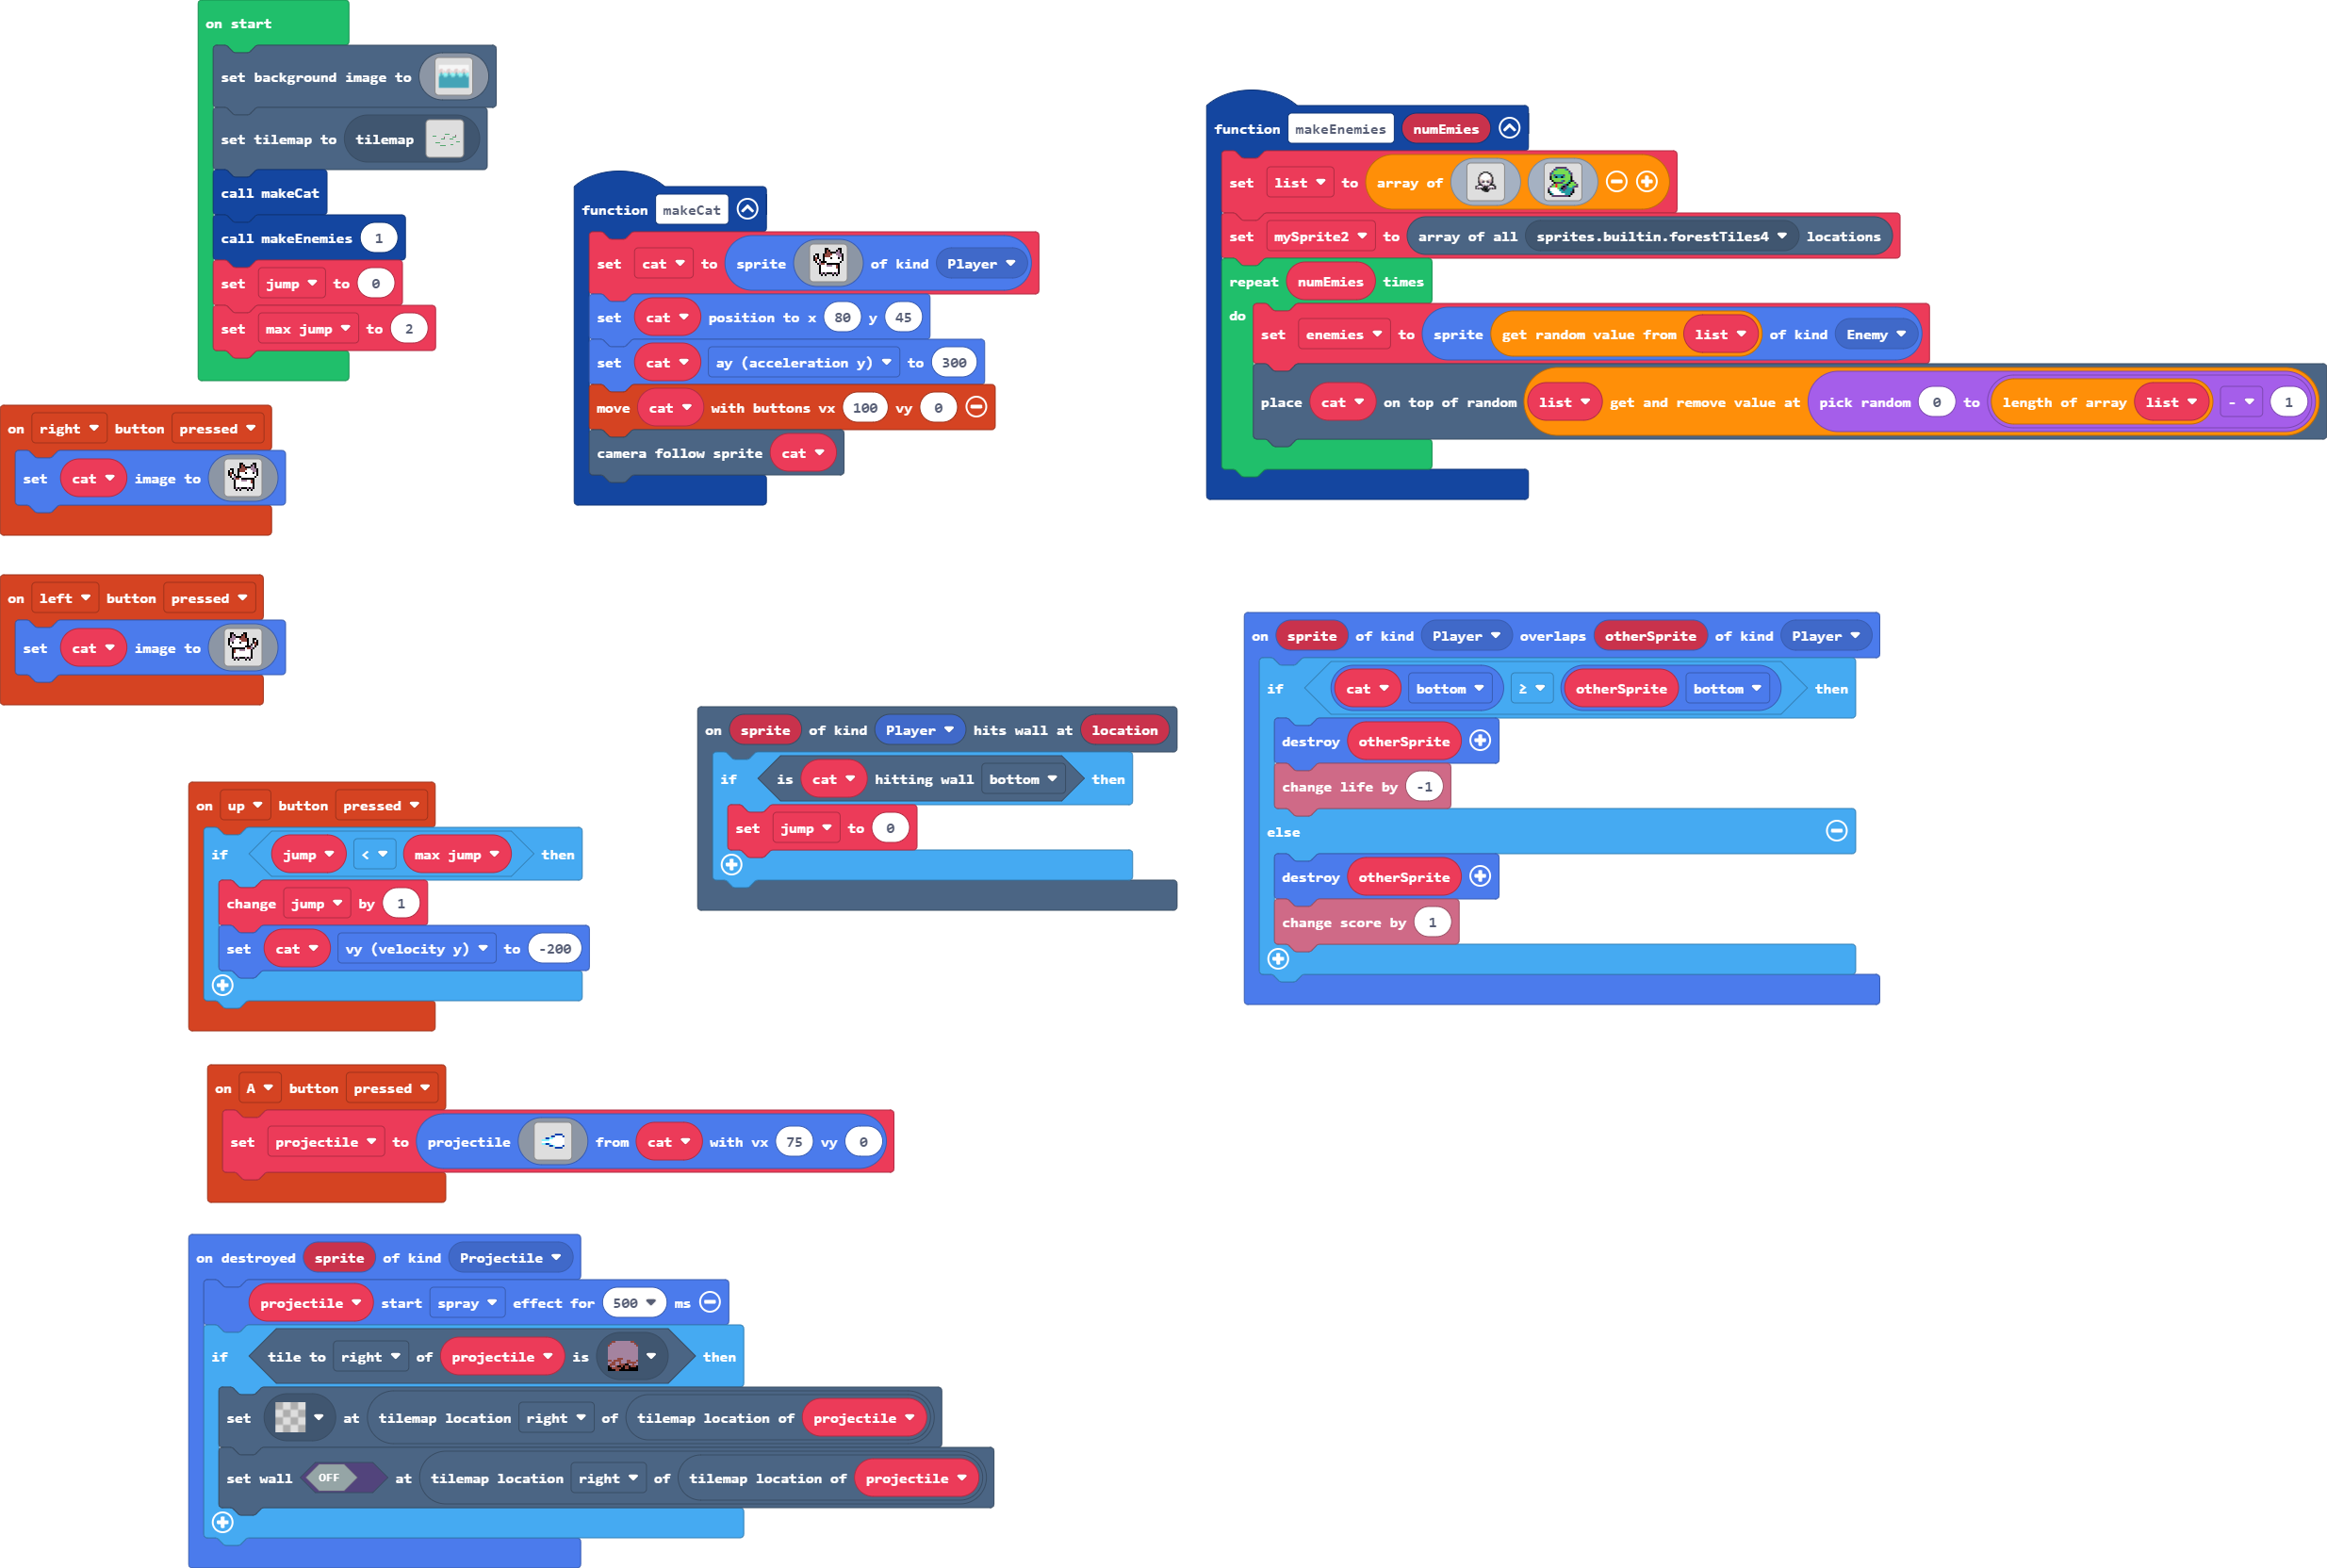 on start
set background image to
set tilemap to tilemap
call makeCat
call makeEnemies 1
set jump to 0
set max jump to 2
on right button pressed
set cat image to
on left button pressed
set cat image to
function makeCat
set cat to sprite of kind Player
set cat position to x 80 y 45
set cat ay (acceleration y) to 300
move cat with buttons vx 100 vy 0
camera follow sprite cat
function makeEnemies numEmies
set list to array of
set mySprite2 to array of all sprites.builtin.forestTiles4 locations
repeat numEmies times
do
set enemies to sprite get random value from list of kind Enemy
place cat on top of random list get and remove value at pick random 0 to length of array list - 1
on up button pressed
if jump < max jump then
change jump by 1
set cat vy (velocity y) to -200
on sprite of kind Player hits wall at location
if is cat hitting wall bottom then
set jump to 0
on sprite of kind Player overlaps otherSprite of kind Player
if cat bottom ≥ otherSprite bottom then
destroy otherSprite
change life by -1
else
destroy otherSprite
change score by 1
on A button pressed
set projectile to projectile from cat with vx 75 vy 0
on destroyed sprite of kind Projectile
projectile start spray effect for 500 ms
if tile to right of projectile is then
set at tilemap location right of tilemap location of projectile
set wall OFF at tilemap location right of tilemap location of projectile